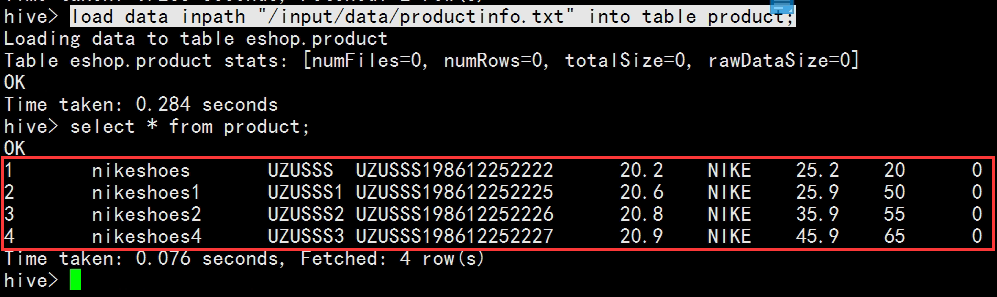 hive> load data inpath "/input/data/productinfo.txt" into table product;
Loading data to table eshop.product
Table eshop.product stats: [numFiles=0, numRows=0, totalSize=0, rawDataSize=0]
OK
Time taken: 0.284 seconds
hive> select * from product;
OK
1 nikeshoes UZUSSS UZUSSS198612252222 20.2 NIKE 25.2 20 0
2 nikeshoes1 UZUSSS1 UZUSSS198612252225 20.6 NIKE 25.9 50 0
3 nikeshoes2 UZUSSS2 UZUSSS198612252226 20.8 NIKE 35.9 55 0
4 nikeshoes4 UZUSSS3 UZUSSS198612252227 20.9 NIKE 45.9 65 0
Time taken: 0.076 seconds, Fetched: 4 row(s)
hive>